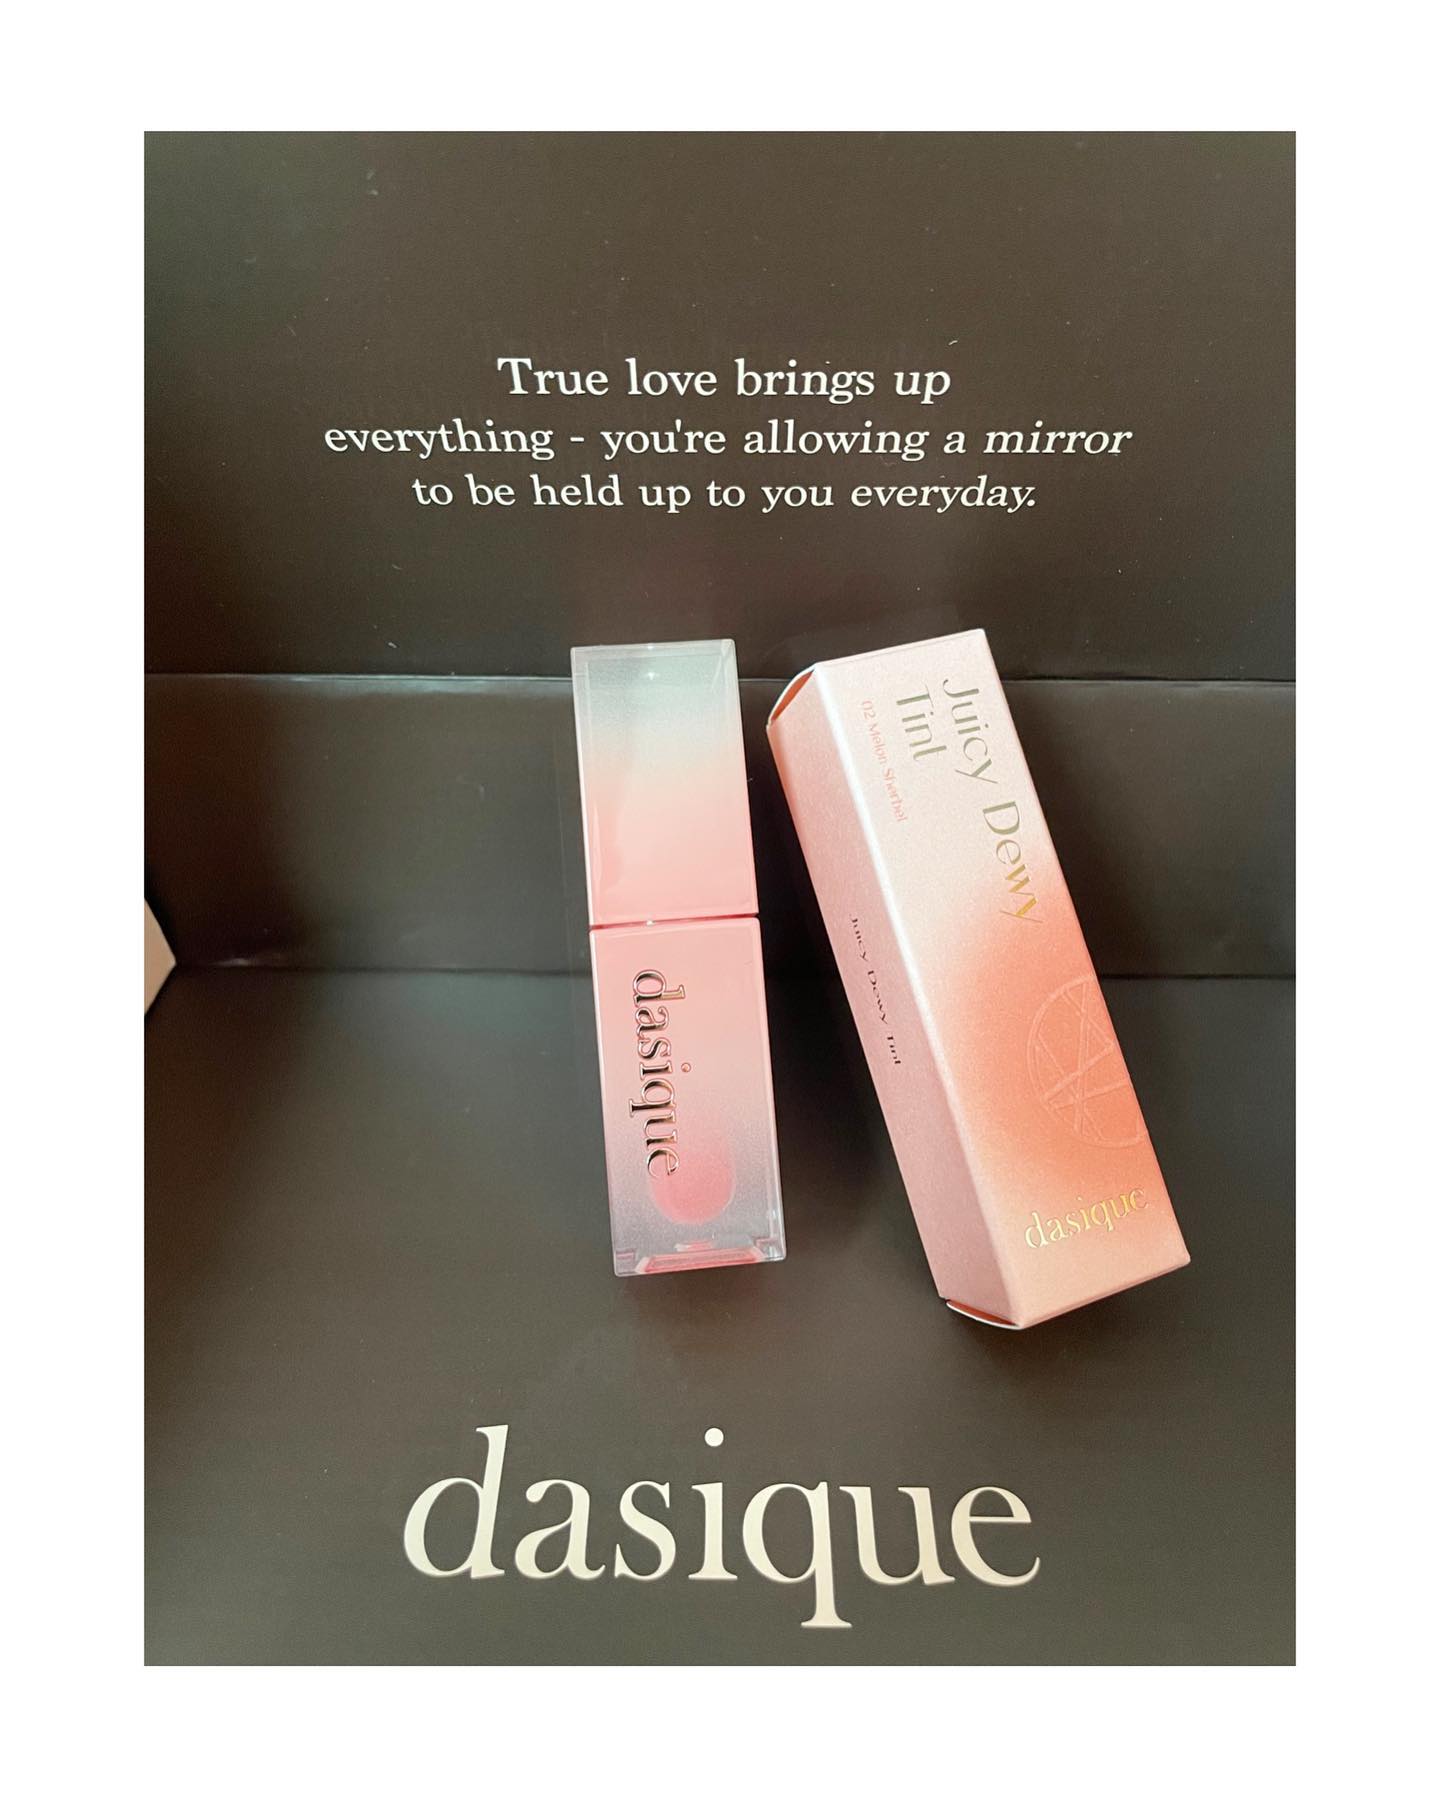 True love brings up
everything - you're allowing a mirror
to be held up to you everyday.
dasique
Juicy Dewy
Tint
02 Melon Sherbet
Juicy Dewy Tint
dasique
dasique